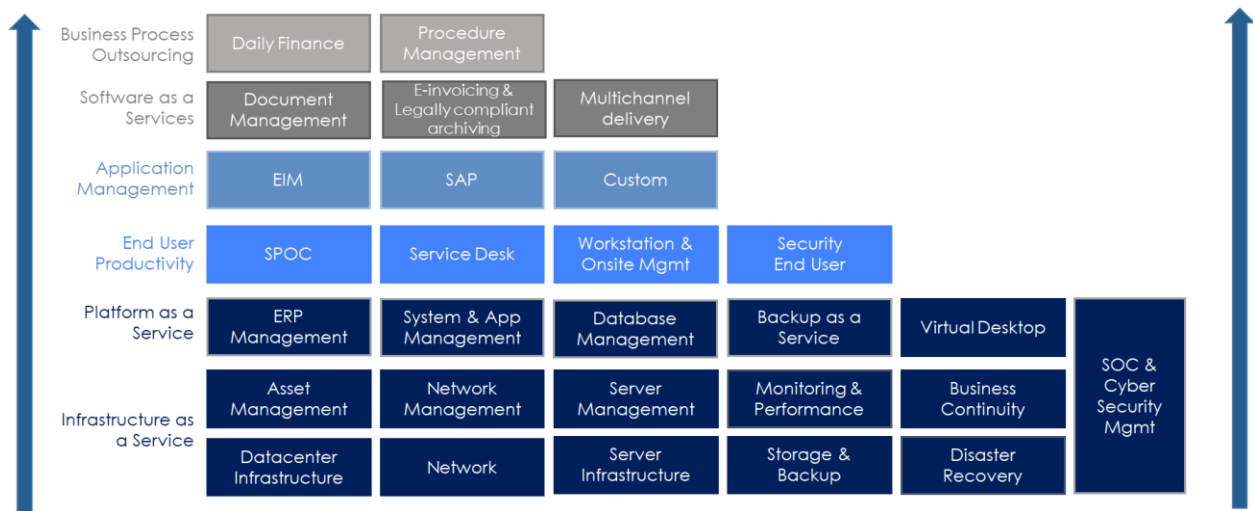 Business Process
Outsourcing
Daily Finance
Procedure
Management
Software as a
Services
Document
Management
E-invoicing &
Legally compliant
archiving
Multichannel
delivery
Application
Management
EIM
SAP
Custom
End User
Productivity
SPOC
Service Desk
Workstation &
Onsite Mgmt
Security
End User
Platform as a
Service
ERP
Management
System & App
Management
Database
Management
Backup as a
Service
Virtual Desktop
SOC &
Cyber
Security
Mgmt
Infrastructure as
a Service
Asset
Management
Network
Management
Server
Management
Monitoring &
Performance
Business
Continuity
Datacenter
Infrastructure
Network
Server
Infrastructure
Storage &
Backup
Disaster
Recovery